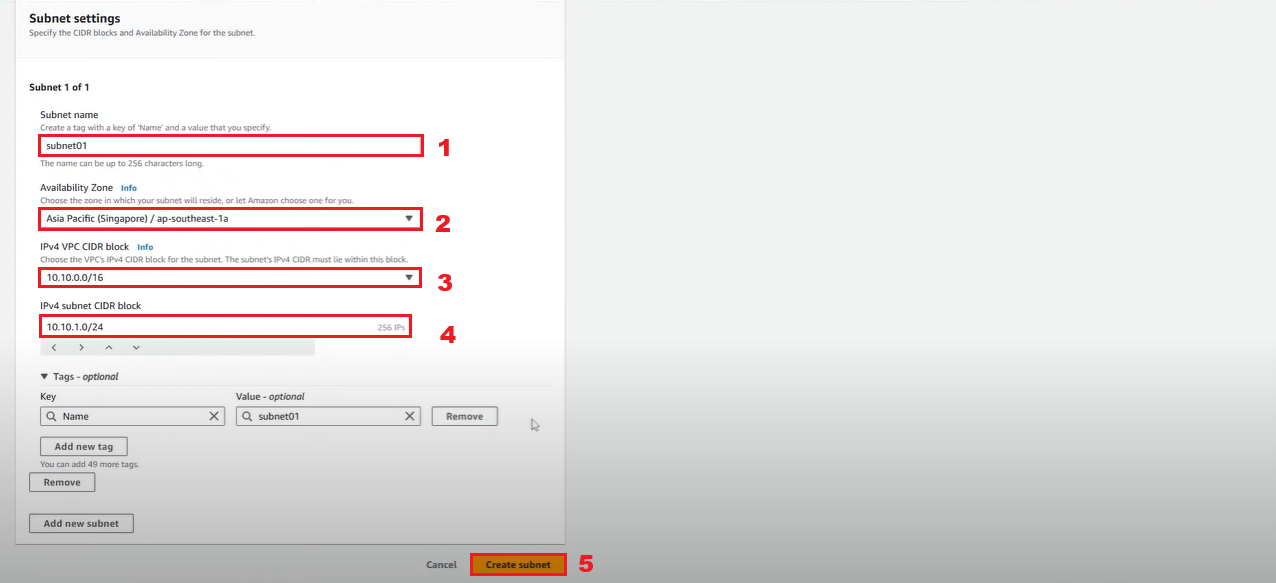 Subnet settings
Specify the CIDR blocks and Availability Zone for the subnet.
Subnet 1 of 1
Subnet name
Create a tag with a key of 'Name' and a value that you specify.
subnet01
1
The name can be up to 256 characters long.
Availability Zone Info
Choose the zone in which your subnet will reside, or let Amazon choose one for you.
Asia Pacific (Singapore) / ap-southeast-1a
2
IPv4 VPC CIDR block Info
Choose the VPC's IPv4 CIDR block for the subnet. The subnet's IPv4 CIDR must lie within this block.
10.10.0.0/16
3
IPv4 subnet CIDR block
10.10.1.0/24 256 IPs
4
Tags - optional
Key Value - optional
Name subnet01 Remove
Add new tag
You can add 49 more tags.
Remove
Add new subnet
Cancel Create subnet 5